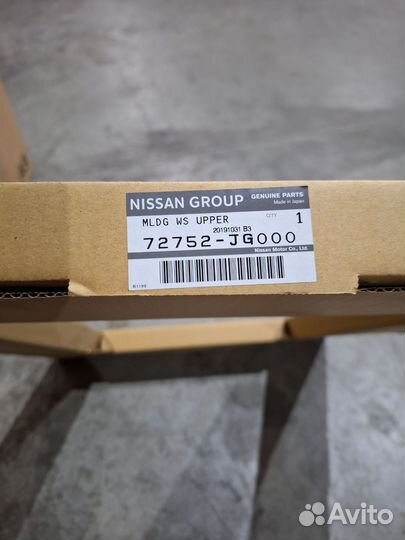 NISSAN GROUP GENUINE PARTS
Made in Japan
MLDG WS UPPER QTY 1
20191031 B3
72752-JG000
Nissan Motor Co., Ltd.
B1199
Avito